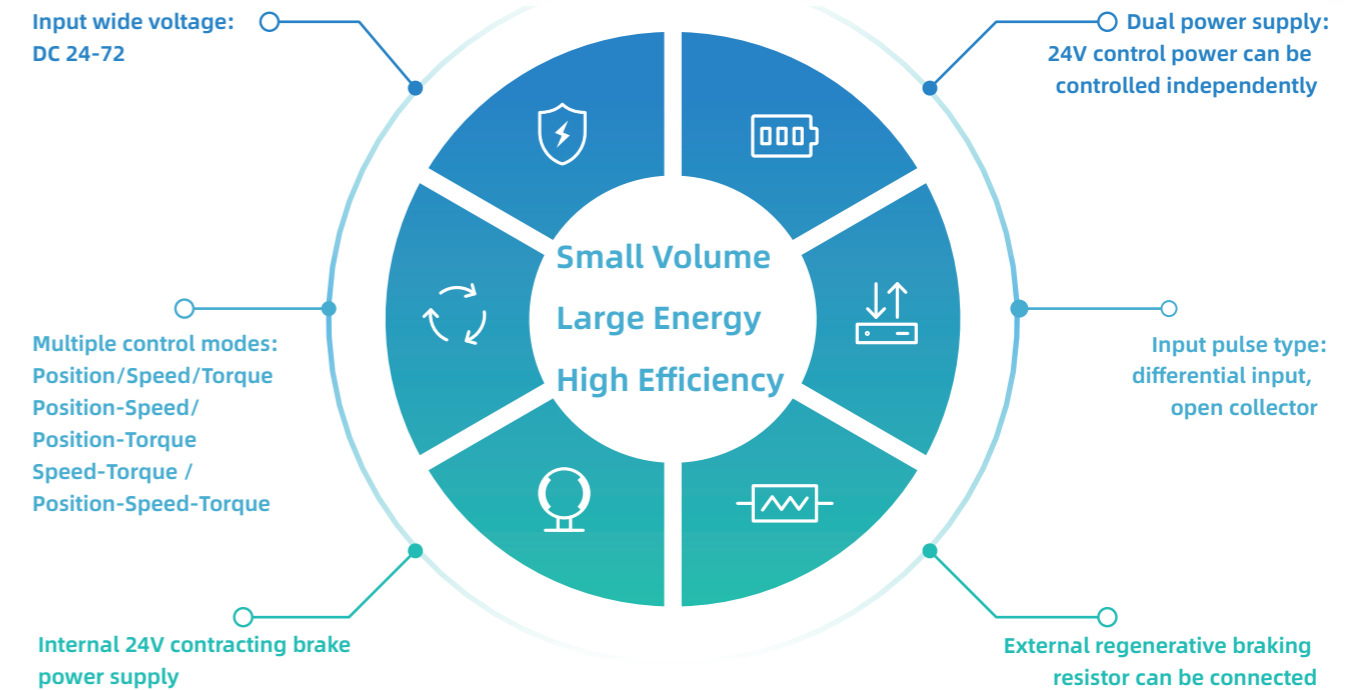 Input wide voltage:
DC 24-72
Dual power supply:
24V control power can be
controlled independently
Small Volume
Large Energy
High Efficiency
Multiple control modes:
Position/Speed/Torque
Position-Speed/
Position-Torque
Speed-Torque /
Position-Speed-Torque
Input pulse type:
differential input,
open collector
Internal 24V contracting brake
power supply
External regenerative braking
resistor can be connected